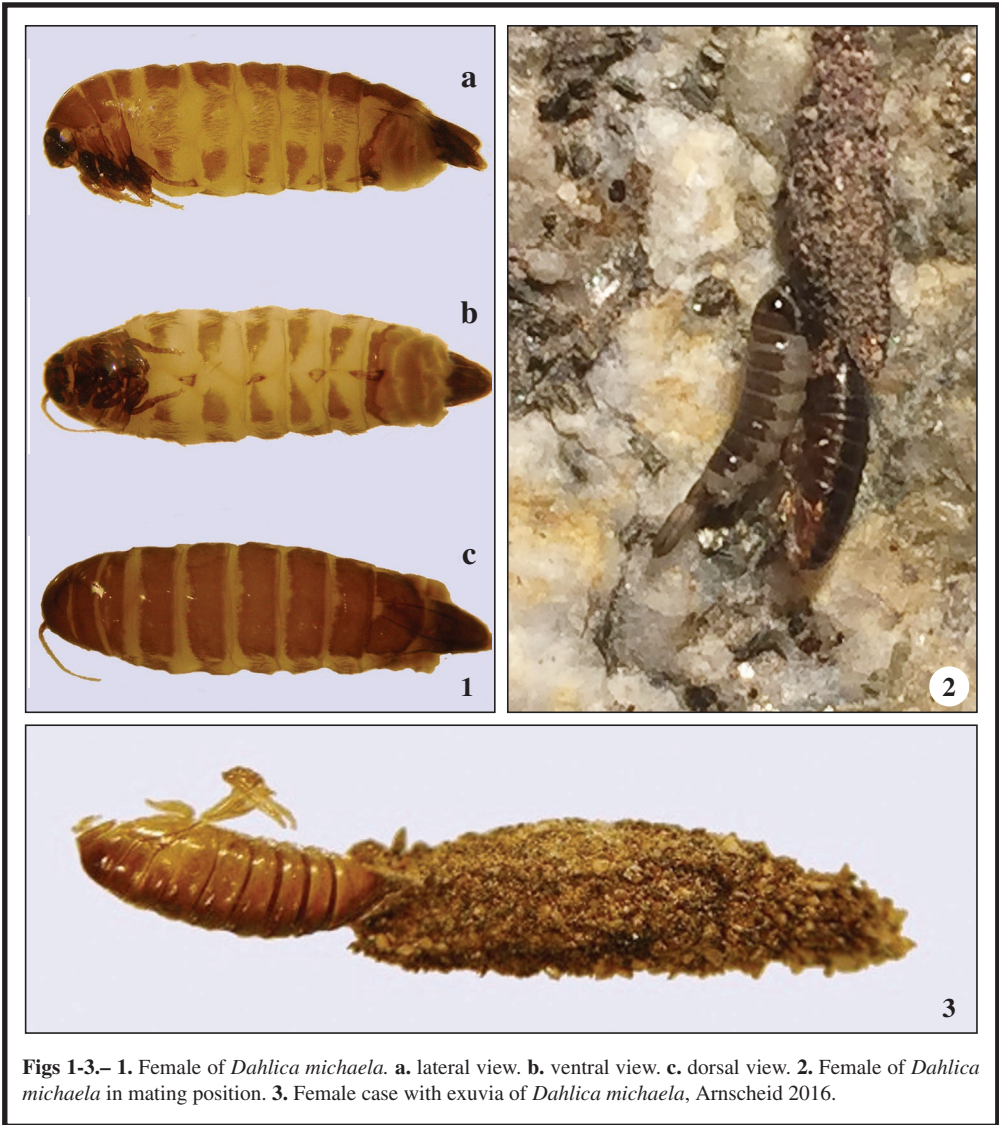 a
b
c
1
2
3
Figs 1-3.– 1. Female of Dahlica michaela. a. lateral view. b. ventral view. c. dorsal view. 2. Female of Dahlica
michaela in mating position. 3. Female case with exuvia of Dahlica michaela, Arnscheid 2016.